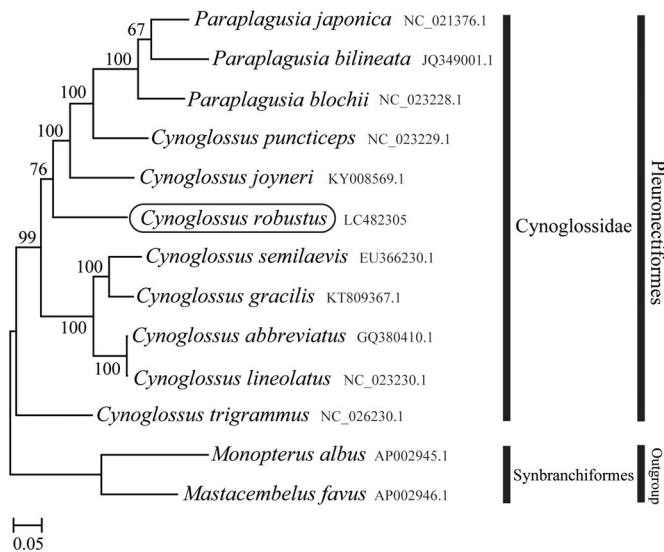 Paraplagusia japonica NC_021376.1
67
Paraplagusia bilineata JQ349001.1
100
Paraplagusia blochii NC_023228.1
100
Cynoglossus puncticeps NC_023229.1
100
Cynoglossus joyneri KY008569.1
76
Cynoglossus robustus LC482305
99
Cynoglossus semilaevis EU366230.1
100
Cynoglossus gracilis KT809367.1
100
Cynoglossus abbreviatus GQ380410.1
100
Cynoglossus lineolatus NC_023230.1
Cynoglossus trigrammus NC_026230.1
Monopterus albus AP002945.1
Mastacembelus favus AP002946.1
Cynoglossidae
Pleuronectiformes
Synbranchiformes
Outgroup
0.05